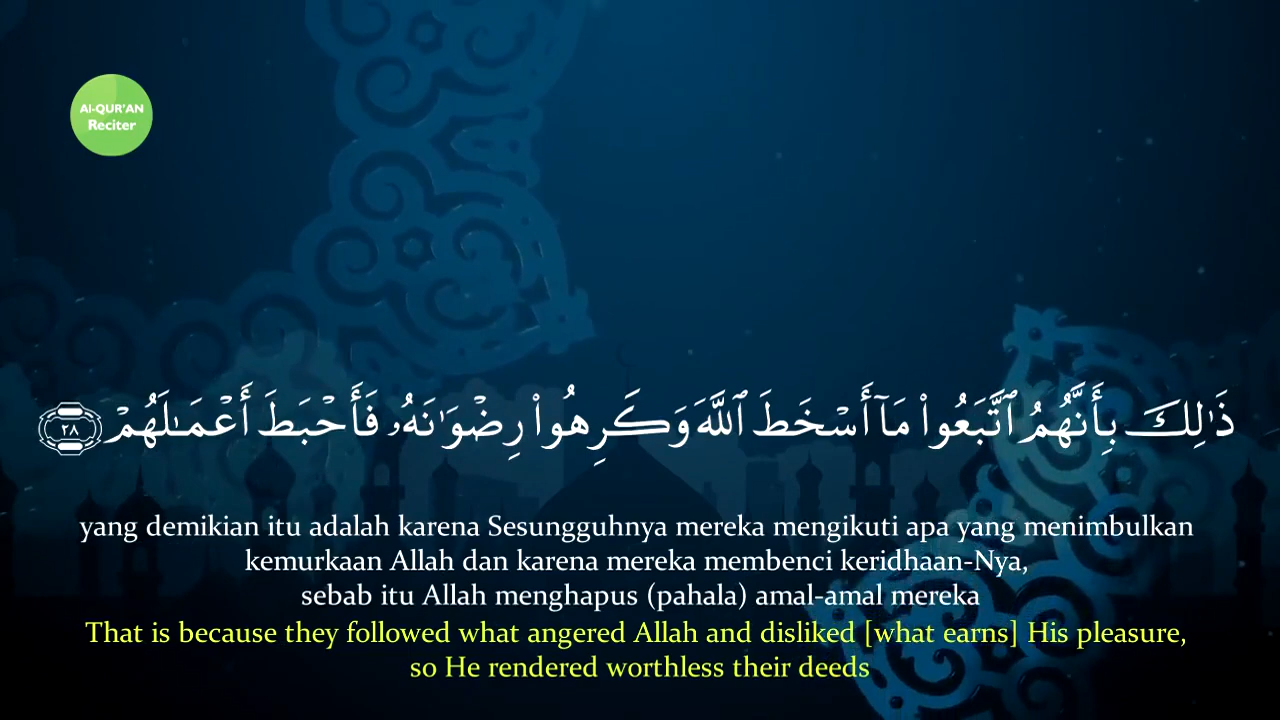 Al-QUR'AN
Reciter
ذَٰلِكَ بِأَنَّهُمُ ٱتَّبَعُوا۟ مَآ أَسْخَطَ ٱللَّهَ وَكَرِهُوا۟ رِضْوَٰنَهُۥ فَأَحْبَطَ أَعْمَـٰلَهُمْ ٢٨
yang demikian itu adalah karena Sesungguhnya mereka mengikuti apa yang menimbulkan
kemurkaan Allah dan karena mereka membenci keridhaan-Nya,
sebab itu Allah menghapus (pahala) amal-amal mereka
That is because they followed what angered Allah and disliked [what earns] His pleasure,
so He rendered worthless their deeds